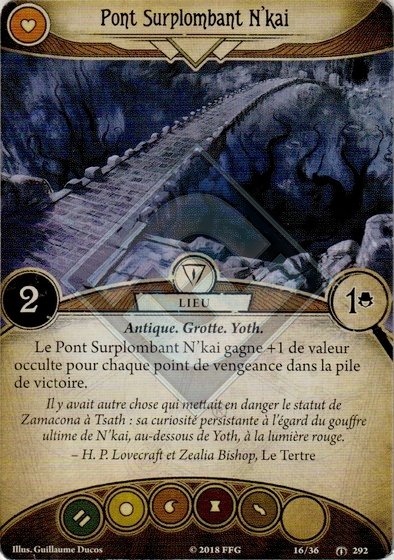 Pont Surplombant N'kai
2
LIEU
1
Antique. Grotte. Yoth.
Le Pont Surplombant N'kai gagne +1 de valeur
occulte pour chaque point de vengeance dans la pile
de victoire.
Il y avait autre chose qui mettait en danger le statut de
Zamacona à Tsath : sa curiosité persistante à l'égard du gouffre
ultime de N'kai, au-dessous de Yoth, à la lumière rouge.
– H. P. Lovecraft et Zealia Bishop, Le Tertre
Illus. Guillaume Ducos
© 2018 FFG
16/36
292